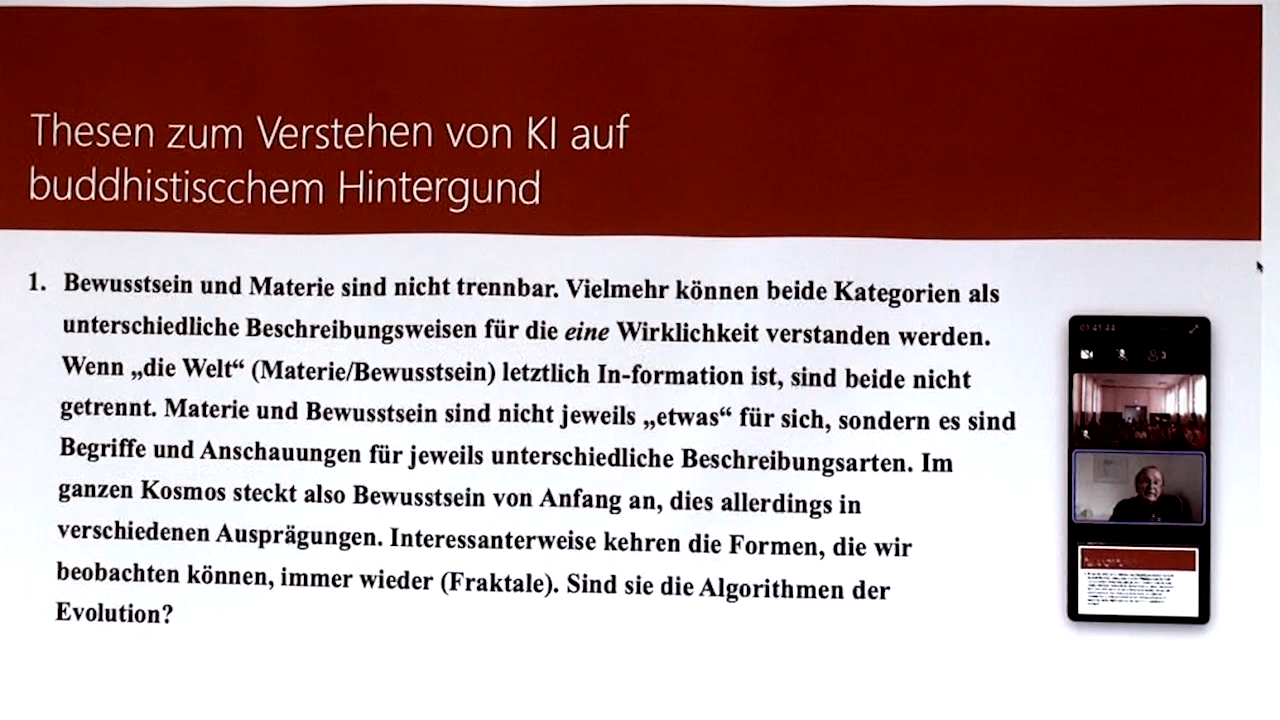 Thesen zum Verstehen von KI auf
buddhistiscchem Hintergund
1. Bewusstsein und Materie sind nicht trennbar. Vielmehr können beide Kategorien als
unterschiedliche Beschreibungsweisen für die eine Wirklichkeit verstanden werden.
Wenn „die Welt“ (Materie/Bewusstsein) letztlich In-formation ist, sind beide nicht
getrennt. Materie und Bewusstsein sind nicht jeweils „etwas“ für sich, sondern es sind
Begriffe und Anschauungen für jeweils unterschiedliche Beschreibungsarten. Im
ganzen Kosmos steckt also Bewusstsein von Anfang an, dies allerdings in
verschiedenen Ausprägungen. Interessanterweise kehren die Formen, die wir
beobachten können, immer wieder (Fraktale). Sind sie die Algorithmen der
Evolution?
01:41:44